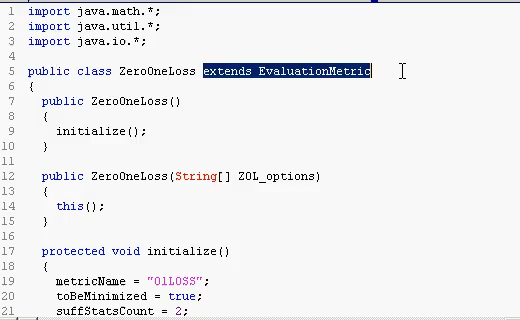 1 import java.math.*;
2 import java.util.*;
3 import java.io.*;
4
5 public class ZeroOneLoss extends EvaluationMetric
6 {
7   public ZeroOneLoss()
8   {
9     initialize();
10   }
11
12   public ZeroOneLoss(String[] ZOL_options)
13   {
14     this();
15   }
16
17   protected void initialize()
18   {
19     metricName = "01LOSS";
20     toBeMinimized = true;
21     suffStatsCount = 2;